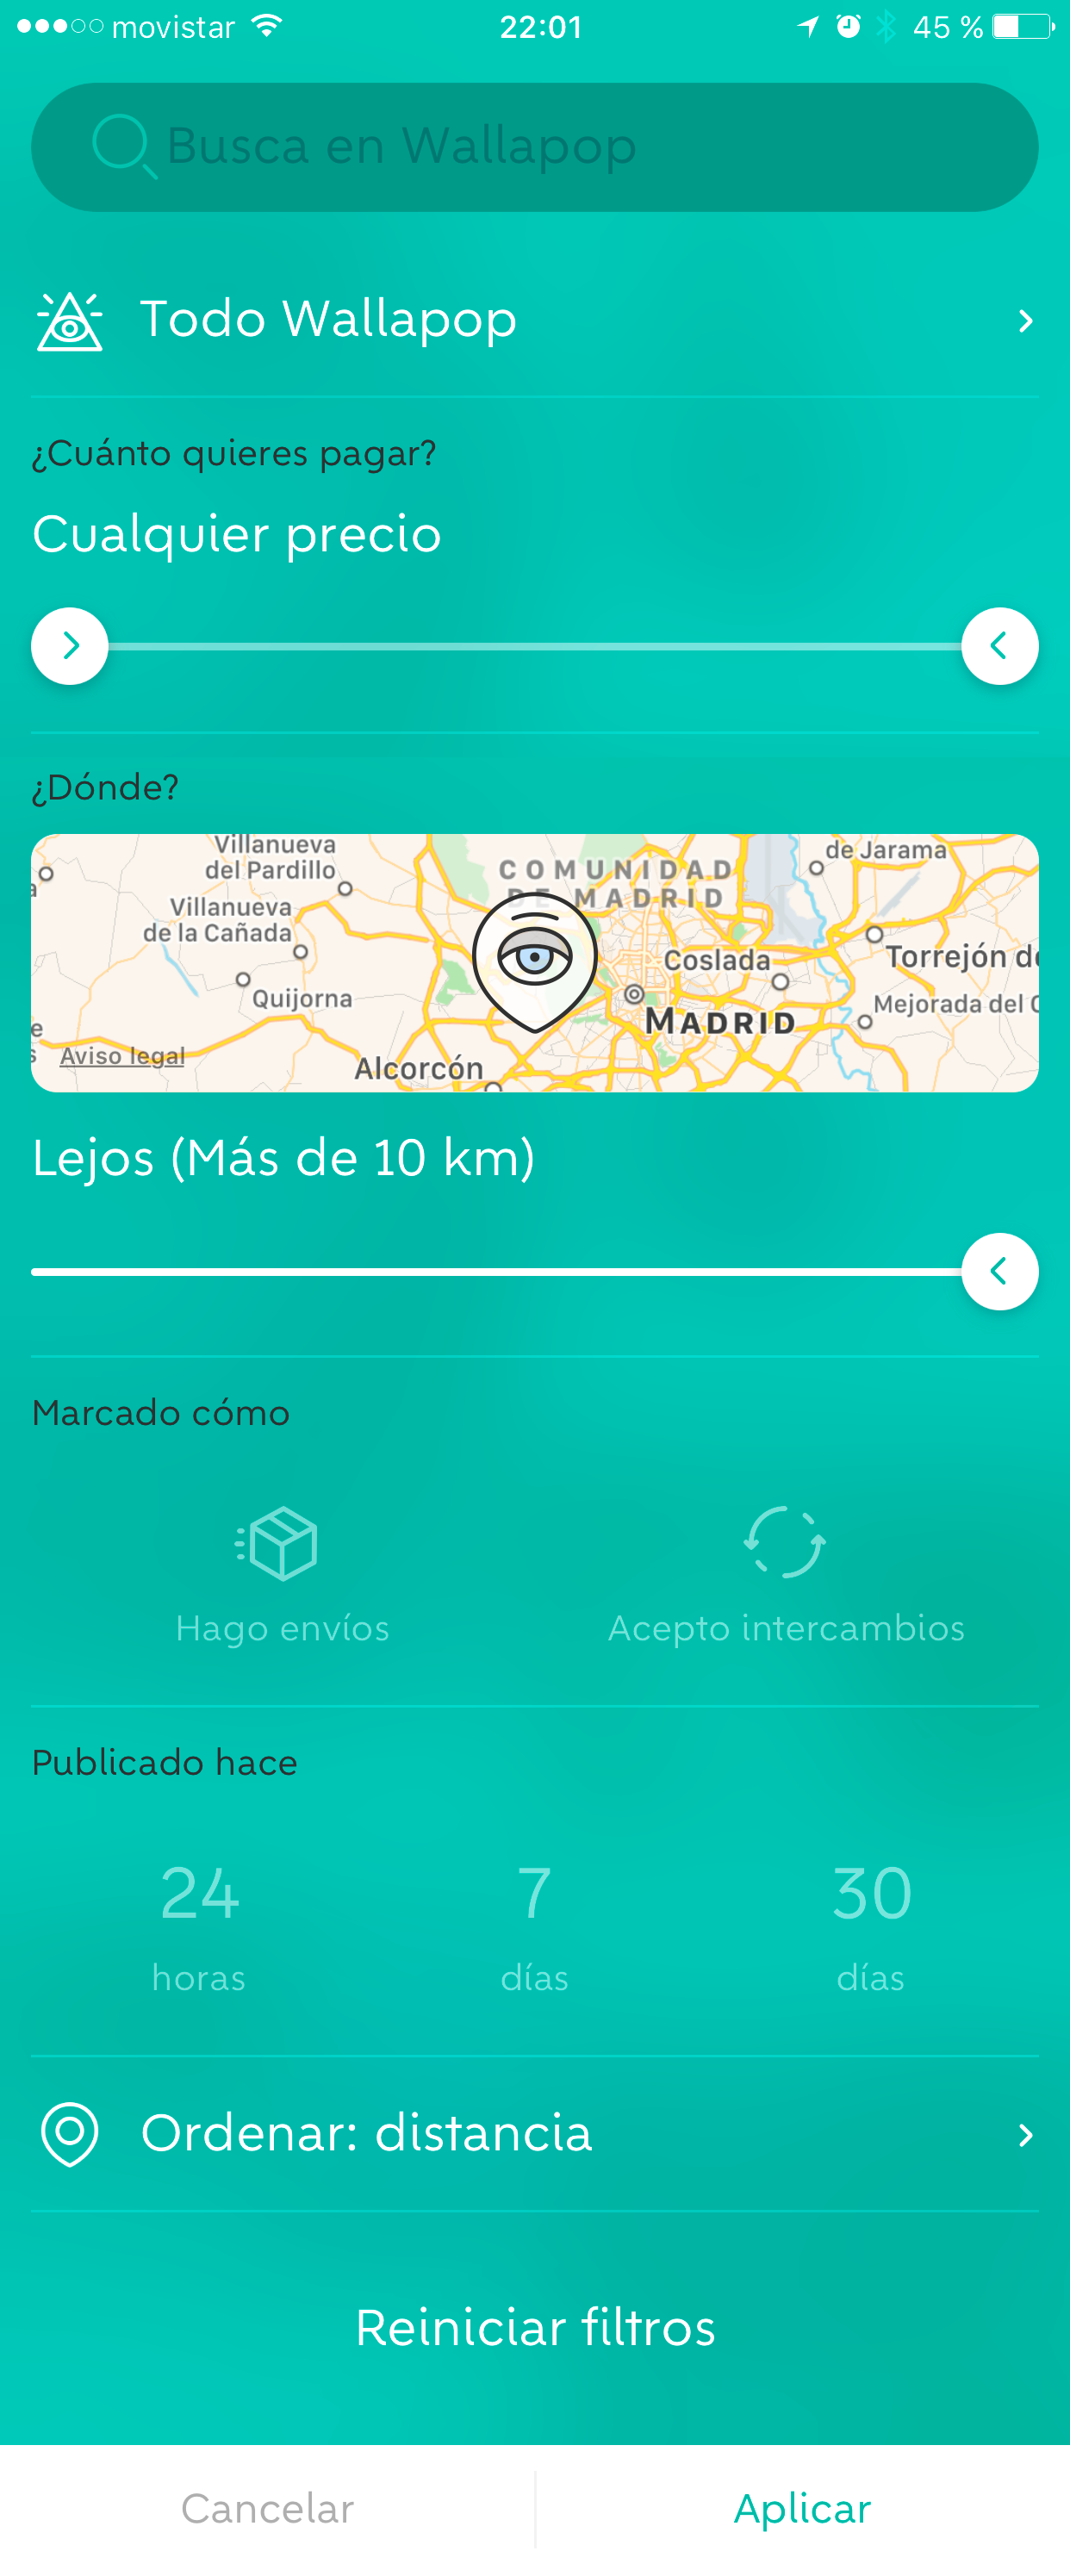 movistar 22:01 45 %
Busca en Wallapop
Todo Wallapop
¿Cuánto quieres pagar?
Cualquier precio
¿Dónde?
Villanueva
del Pardillo
COMUNIDAD
DE MADRID
de Jarama
Villanueva
de la Cañada
Coslada
Torrejón de
Quijorna
Mejorada del C
MADRID
Aviso legal
Alcorcón
Lejos (Más de 10 km)
Marcado cómo
Hago envíos
Acepto intercambios
Publicado hace
24
horas
7
días
30
días
Ordenar: distancia
Reiniciar filtros
Cancelar
Aplicar